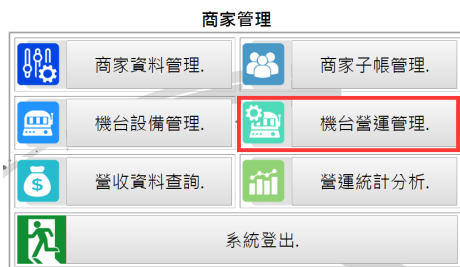 商家管理
商家資料管理.
商家子帳管理.
機台設備管理.
機台營運管理.
營收資料查詢.
營運統計分析.
系統登出.